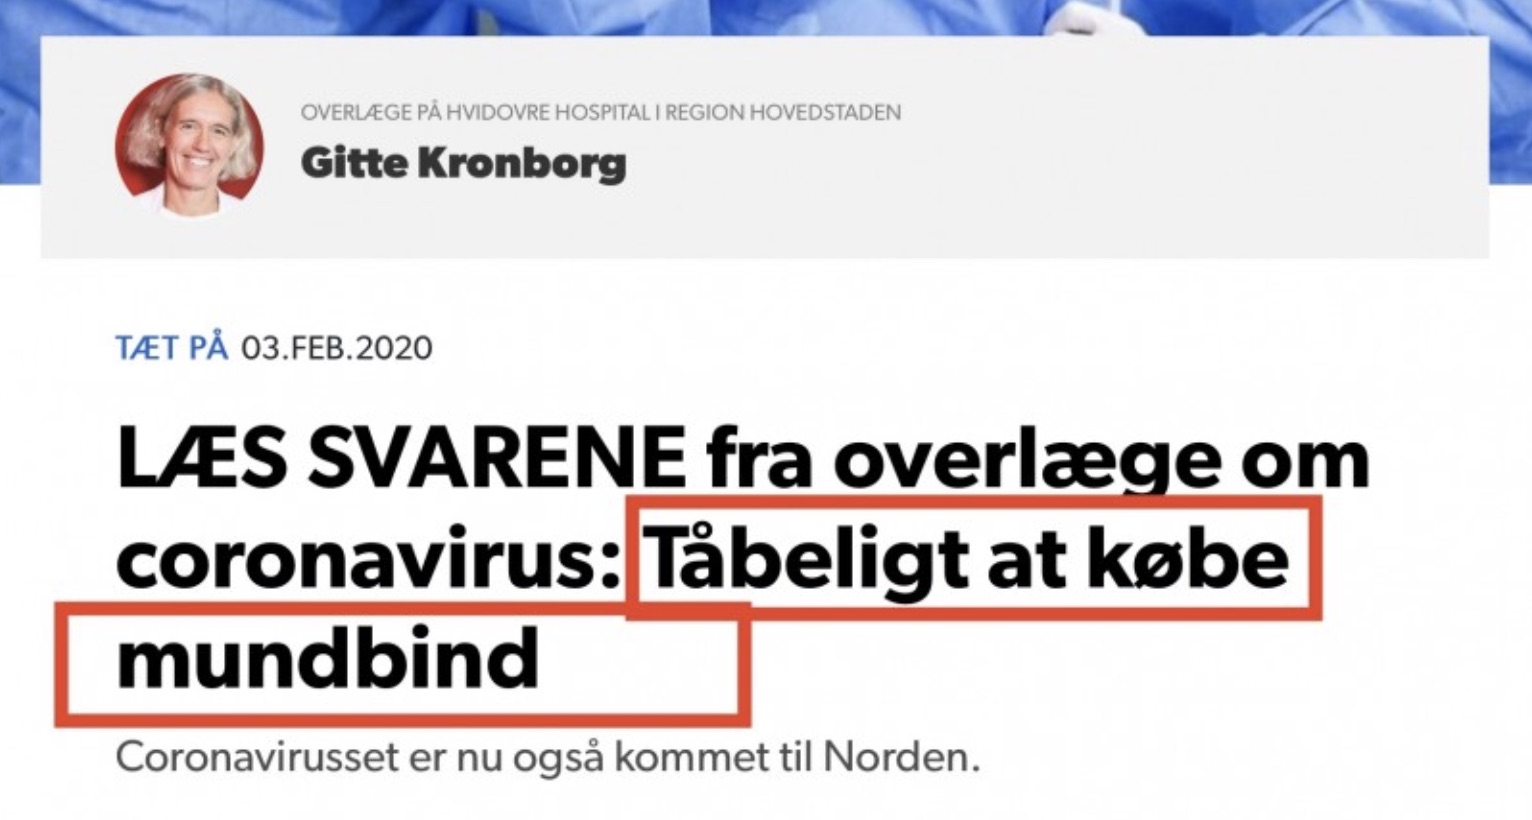 OVERLÆGE PÅ HVIDOVRE HOSPITAL I REGION HOVEDSTADEN
Gitte Kronborg
TÆT PÅ 03.FEB.2020
LÆS SVARENE fra overlæge om
coronavirus: Tåbeligt at købe
mundbind
Coronavirusset er nu også kommet til Norden.